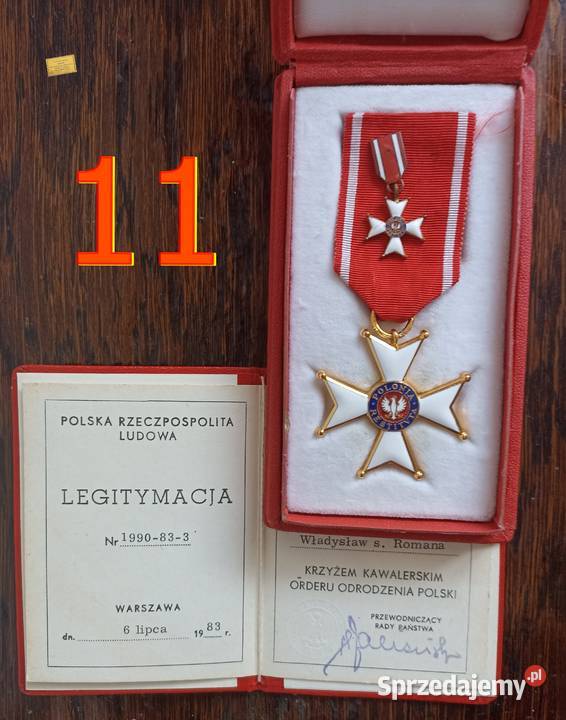 11
POLONIA
RESTITUTA
POLSKA RZECZPOSPOLITA
LUDOWA
LEGITYMACJA
Nr 1990-83-3
WARSZAWA
dn. 6 lipca 1983 r.
Władysław s. Romana
KRZYŻEM KAWALERSKIM
ORDERU ODRODZENIA POLSKI
PRZEWODNICZĄCY
RADY PAŃSTWA
Sprzedajemy.pl